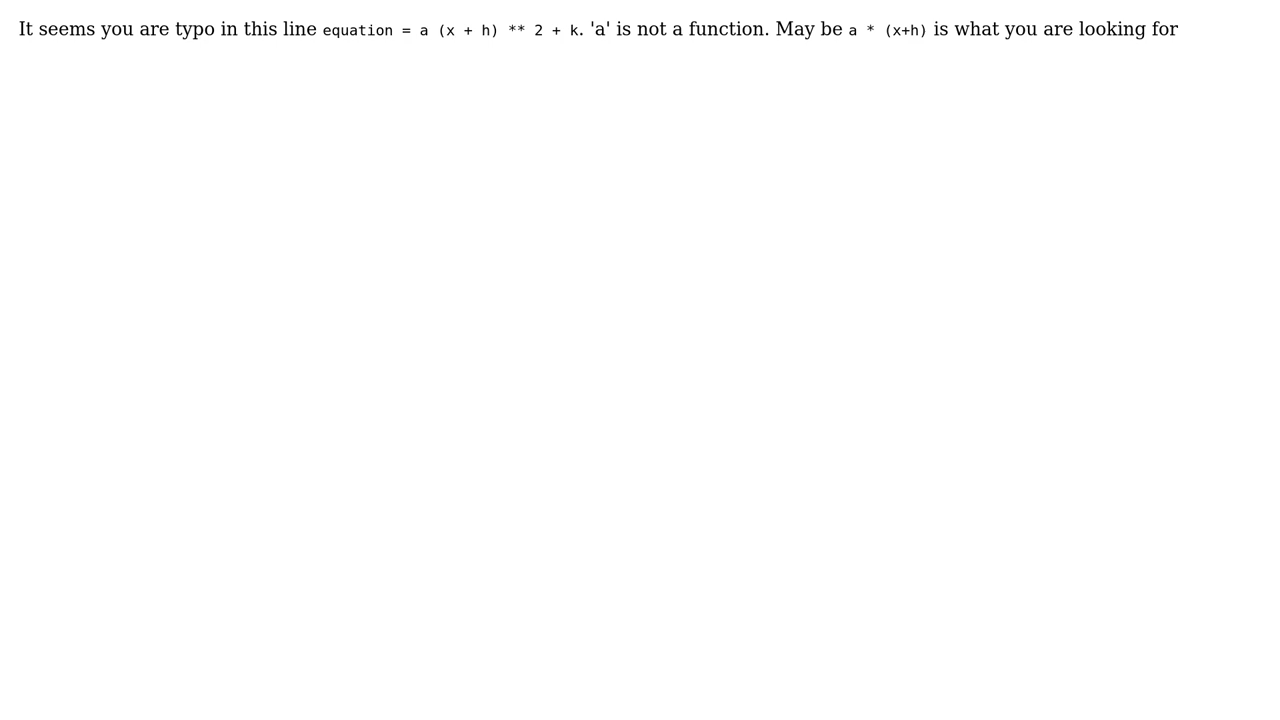 It seems you are typo in this line equation = a (x + h) ** 2 + k. 'a' is not a function. May be a * (x+h) is what you are looking for